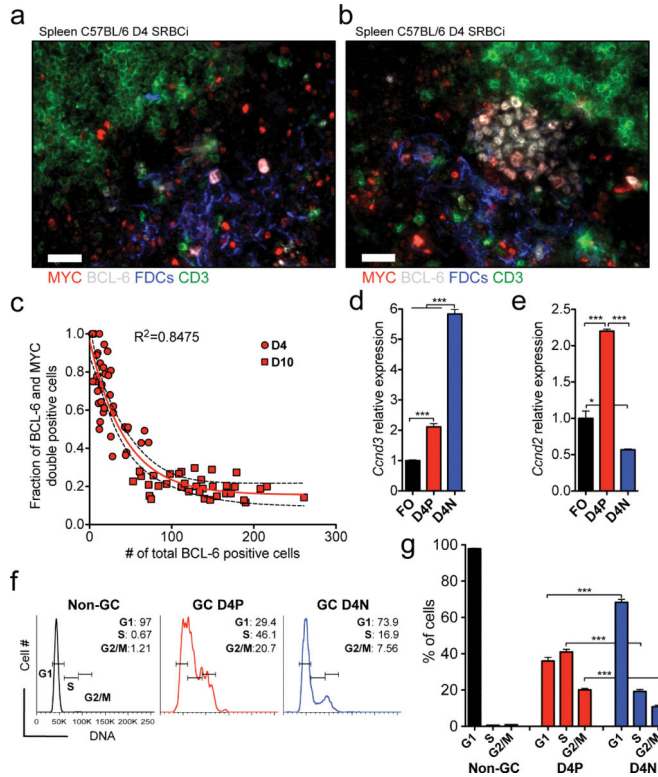 a
Spleen C57BL/6 D4 SRBCi
MYC BCL-6 FDCs CD3
b
Spleen C57BL/6 D4 SRBCi
MYC BCL-6 FDCs CD3
c
Fraction of BCL-6 and MYC
double positive cells
1.0
0.8
0.6
0.4
0.2
0.0
0 100 200 300
# of total BCL-6 positive cells
R²=0.8475
D4
D10
d
Ccnd3 relative expression
6
5
4
3
2
1
0
***
***
FO
D4P
D4N
e
Ccnd2 relative expression
2.5
2.0
1.5
1.0
0.5
0.0
*** ***
*
FO
D4P
D4N
f
Cell #
DNA
Non-GC
G1: 97
S: 0.67
G2/M: 1.21
G1
S
G2/M
0 50K 100K 150K 200K 250
GC D4P
G1: 29.4
S: 46.1
G2/M: 20.7
GC D4N
G1: 73.9
S: 16.9
G2/M: 7.56
g
% of cells
100
80
60
40
20
0
***
***
***
G1 S G2/M G1 S G2/M G1 S G2/M
Non-GC D4P D4N